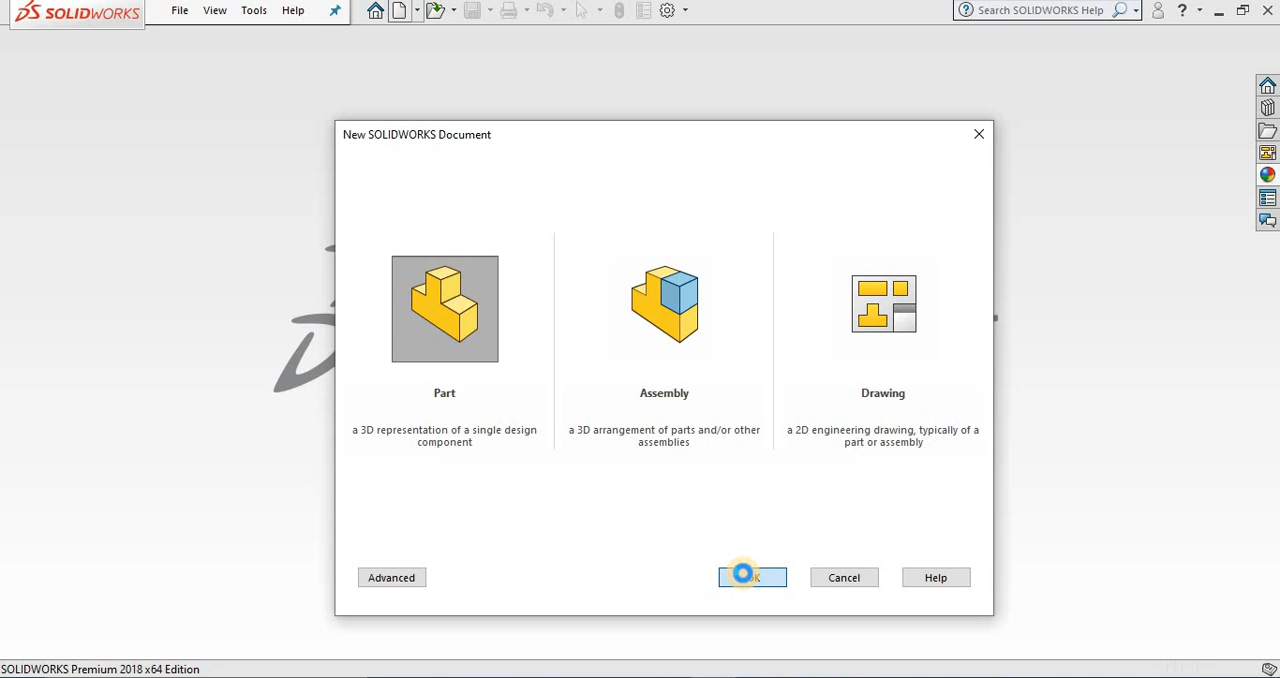 DS SOLIDWORKS File View Tools Help Search SOLIDWORKS Help ?
New SOLIDWORKS Document
Part
a 3D representation of a single design
component
Assembly
a 3D arrangement of parts and/or other
assemblies
Drawing
a 2D engineering drawing, typically of a
part or assembly
Advanced Cancel Help
SOLIDWORKS Premium 2018 x64 Edition